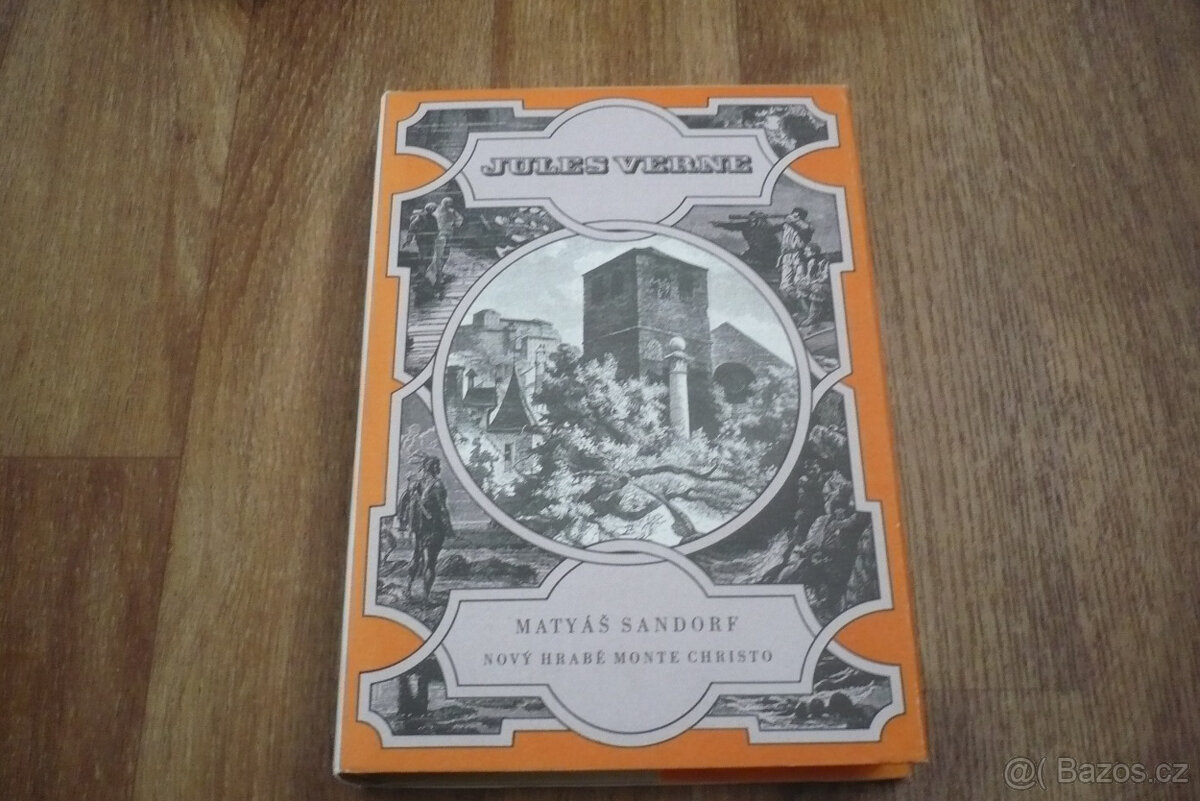 JULES VERNE
MATYÁŠ SANDORF
NOVÝ HRABĚ MONTE CHRISTO
@( Bazos.cz